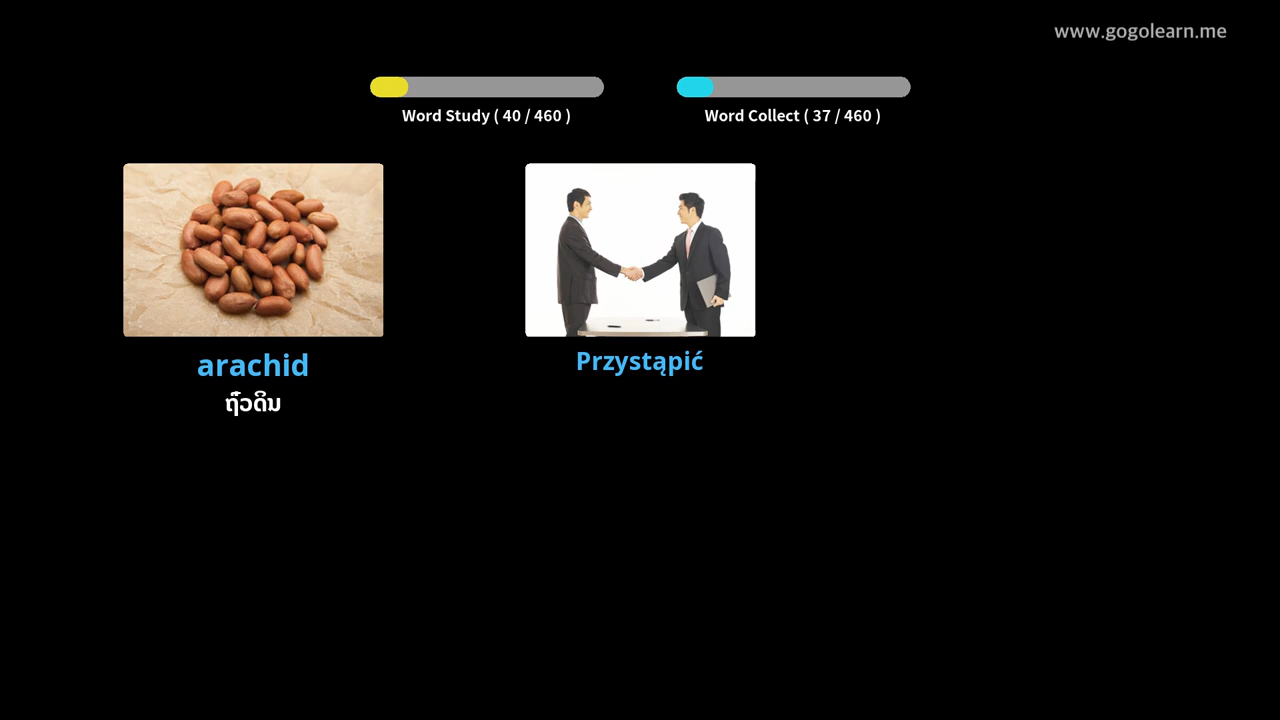 www.gogolearn.me
Word Study ( 40 / 460 )
Word Collect ( 37 / 460 )
arachid
ຖົ່ວດິນ
Przystąpić